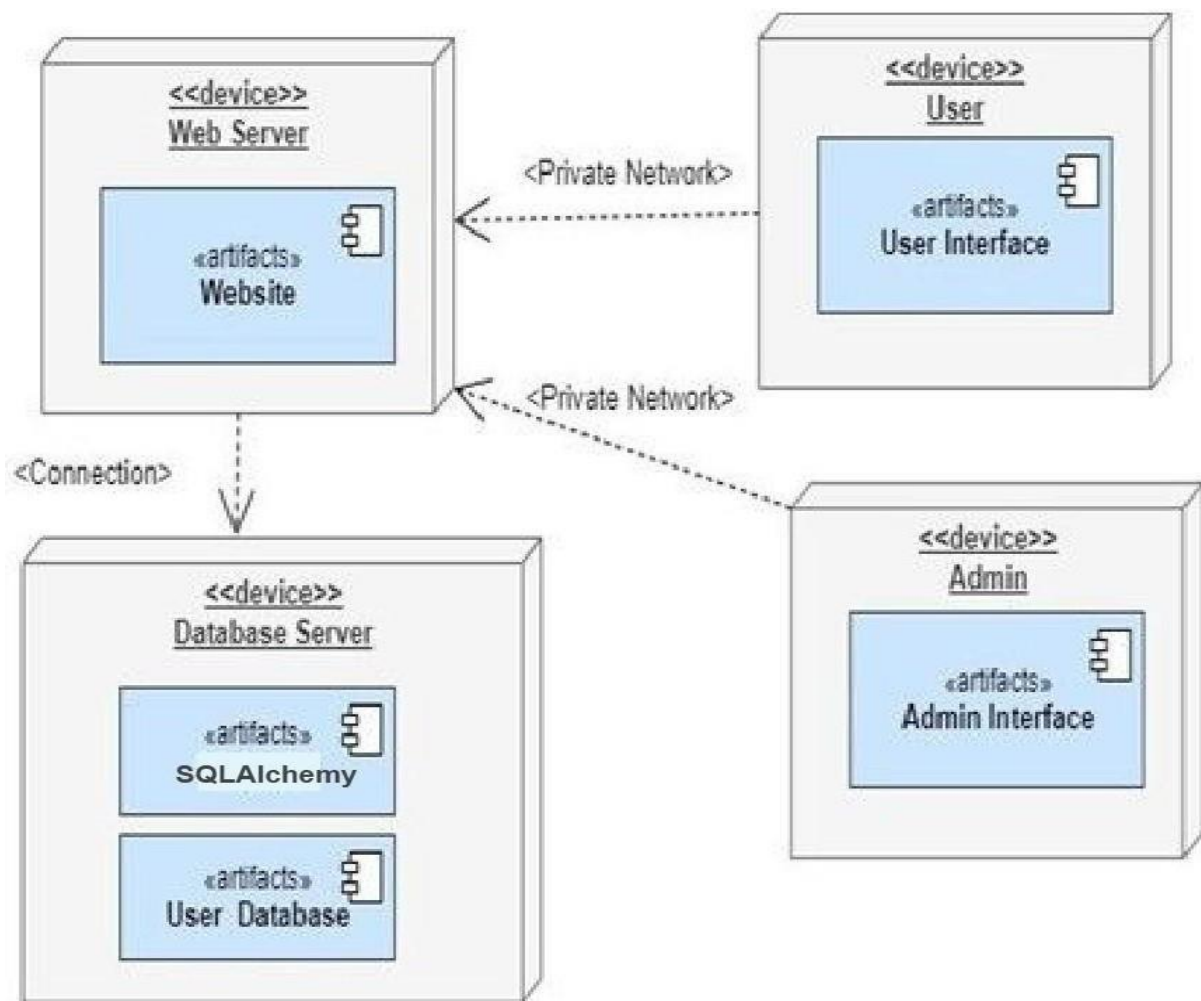 <<device>>
Web Server
«artifacts»
Website
<Private Network>
<<device>>
User
«artifacts»
User Interface
<Private Network>
<Connection>
<<device>>
Database Server
«artifacts»
SQLAlchemy
«artifacts»
User Database
<<device>>
Admin
«artifacts»
Admin Interface